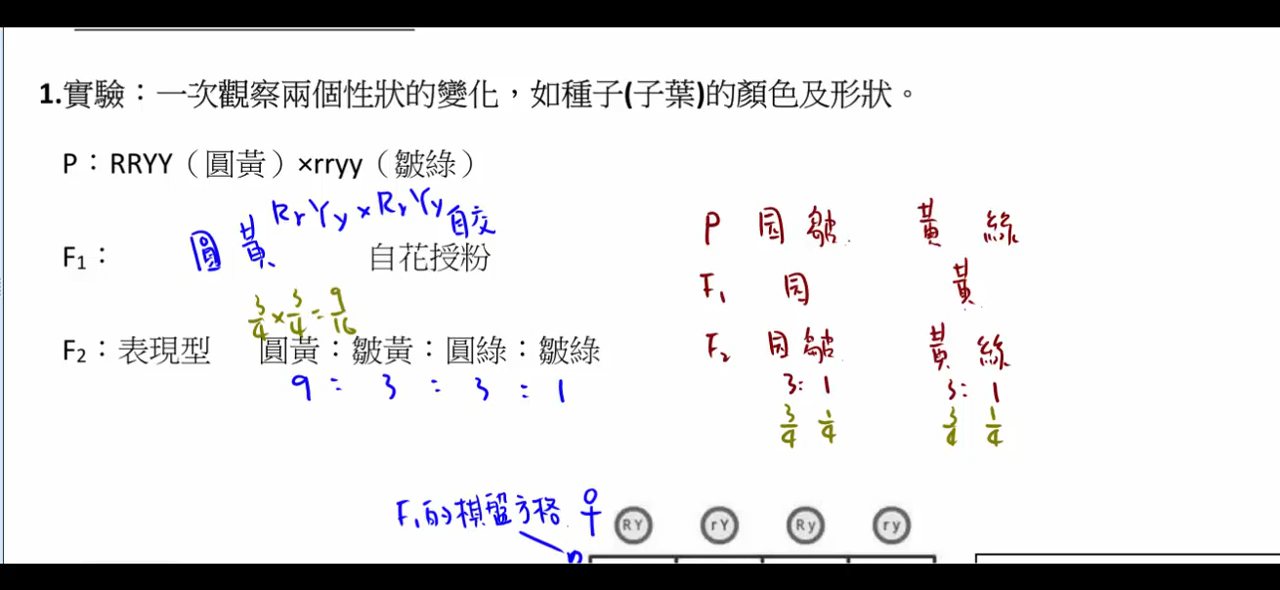 1.實驗：一次觀察兩個性狀的變化，如種子(子葉)的顏色及形狀。
P：RRYY（圓黃）×rryy（皺綠）
RrYy × RrYy 自交
F₁： 圓 黃 自花授粉
3/4 × 3/4 = 9/16
F₂：表現型 圓黃：皺黃：圓綠：皺綠
9 : 3 : 3 : 1
P 圆 皺 黃 綠
F₁ 圆 黃
F₂ 圆 皺 黃 綠
3: 1 3: 1
3/4 1/4 3/4 1/4
F₁的棋盤方格 ♀ RY rY Ry ry